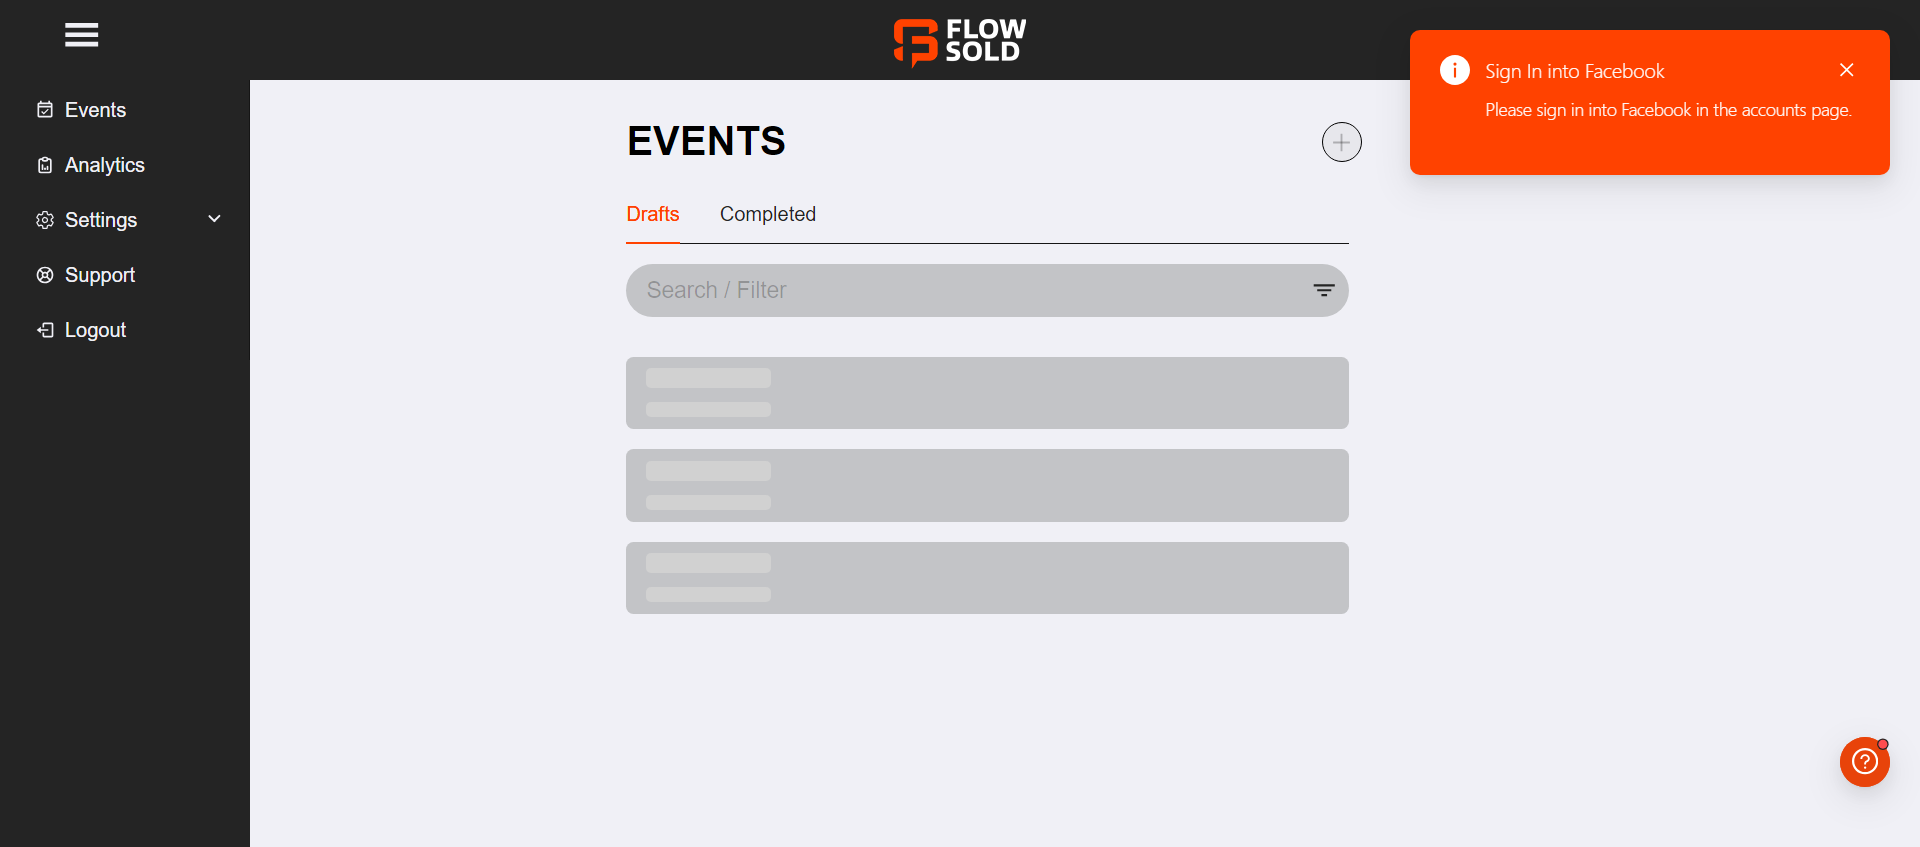 FLOW
SOLD
Sign In into Facebook
Please sign in into Facebook in the accounts page.
Events
Analytics
Settings
Support
Logout
EVENTS
Drafts
Completed
Search / Filter